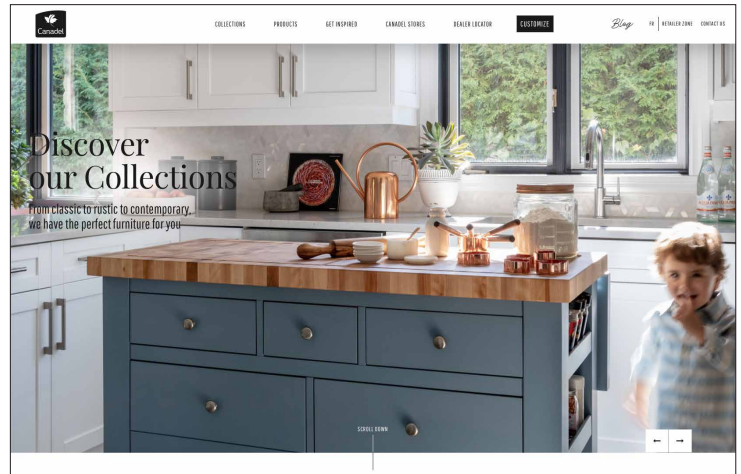 Canadel
COLLECTIONS
PRODUCTS
GET INSPIRED
CANADEL STORES
DEALER LOCATOR
CUSTOMIZE
Blog
FR
RETAILER ZONE
CONTACT US
Discover
our Collections
From classic to rustic to contemporary,
we have the perfect furniture for you
SCROLL DOWN